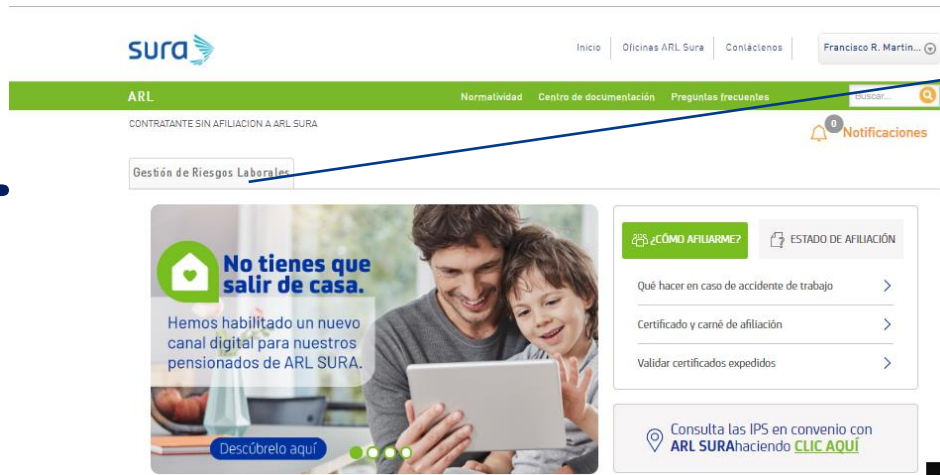 sura
Inicio
Oficinas ARL Sura
Contáctenos
Francisco R. Martin...
ARL
Normatividad
Centro de documentación
Preguntas frecuentes
Buscar...
CONTRATANTE SIN AFILIACION A ARL SURA
0
Notificaciones
Gestión de Riesgos Laborales
No tienes que
salir de casa.
Hemos habilitado un nuevo
canal digital para nuestros
pensionados de ARL SURA.
Descúbrelo aquí
¿CÓMO AFILIARME?
ESTADO DE AFILIACIÓN
Qué hacer en caso de accidente de trabajo
Certificado y carné de afiliación
Validar certificados expedidos
Consulta las IPS en convenio con
ARL SURAhaciendo CLIC AQUÍ